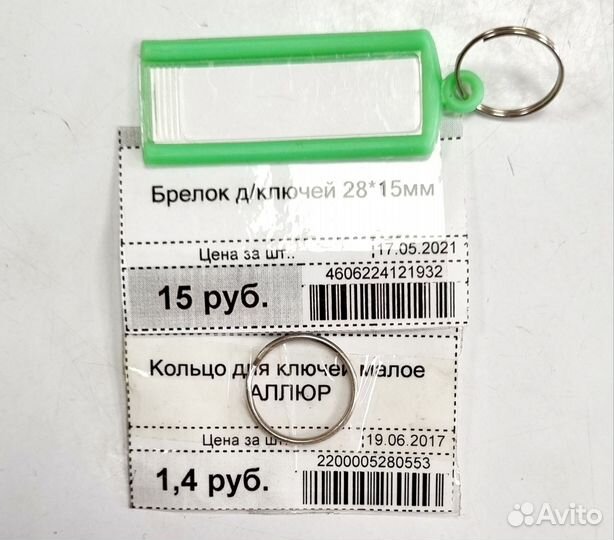 Брелок д/ключей 28*15мм
Цена за шт.: 17.05.2021
15 руб. 4606224121932
Кольцо для ключей малое
АЛЛЮР
Цена за шт.: 19.06.2017
1,4 руб. 2200005280553
Avito